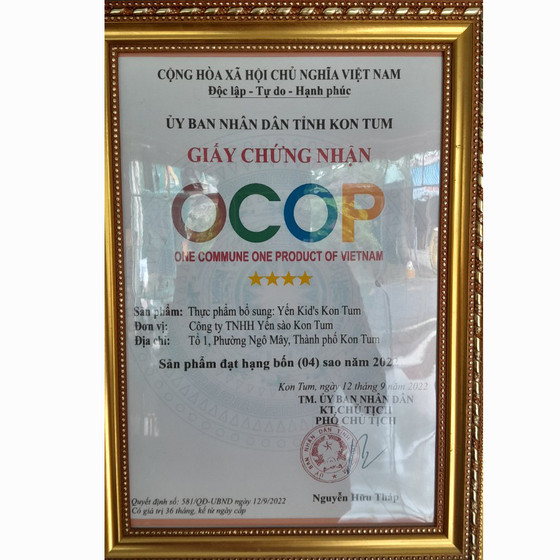 CỘNG HÒA XÃ HỘI CHỦ NGHĨA VIỆT NAM
Độc lập - Tự do - Hạnh phúc
ỦY BAN NHÂN DÂN TỈNH KON TUM
GIẤY CHỨNG NHẬN
OCOP
ONE COMMUNE ONE PRODUCT OF VIETNAM
Sản phẩm: Thực phẩm bổ sung: Yến Kid's Kon Tum
Đơn vị: Công ty TNHH Yến sào Kon Tum
Địa chỉ: Tổ 1, Phường Ngô Mây, Thành phố Kon Tum
Sản phẩm đạt hạng bốn (04) sao năm 2022
Kon Tum, ngày 12 tháng 9 năm 2022
TM. ỦY BAN NHÂN DÂN
KT.CHỦ TỊCH
PHÓ CHỦ TỊCH
Nguyễn Hữu Tháp
Quyết định số: 581/QĐ-UBND ngày 12/9/2022
Có giá trị 36 tháng, kể từ ngày cấp